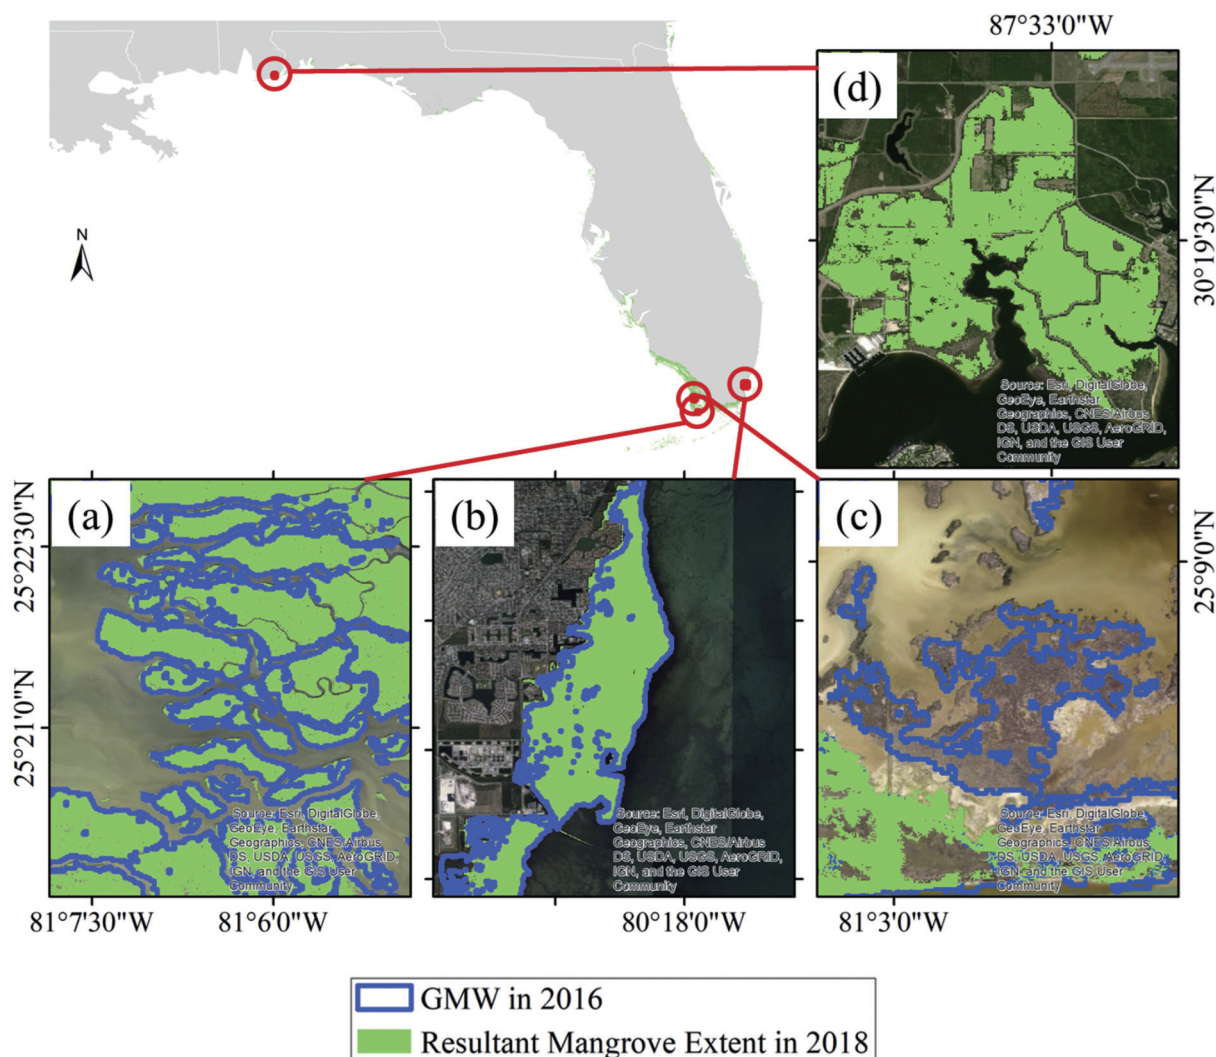 87°33'0"W
(d)
30°19'30"N
N
Source: Esri, DigitalGlobe,
GeoEye, Earthstar
Geographics, CNES/Airbus
DS, USDA, USGS, AeroGRID,
IGN, and the GIS User
Community
25°22'30"N
25°21'0"N
(a)
Source: Esri, DigitalGlobe,
GeoEye, Earthstar
Geographics, CNES/Airbus
DS, USDA, USGS, AeroGRID,
IGN, and the GIS User
Community
(b)
Source: Esri, DigitalGlobe,
GeoEye, Earthstar
Geographics, CNES/Airbus
DS, USDA, USGS, AeroGRID,
IGN, and the GIS User
Community
(c)
Source: Esri, DigitalGlobe,
GeoEye, Earthstar
Geographics, CNES/Airbus
DS, USDA, USGS, AeroGRID,
IGN, and the GIS User
Community
25°9'0"N
81°7'30"W
81°6'0"W
80°18'0"W
81°3'0"W
GMW in 2016
Resultant Mangrove Extent in 2018